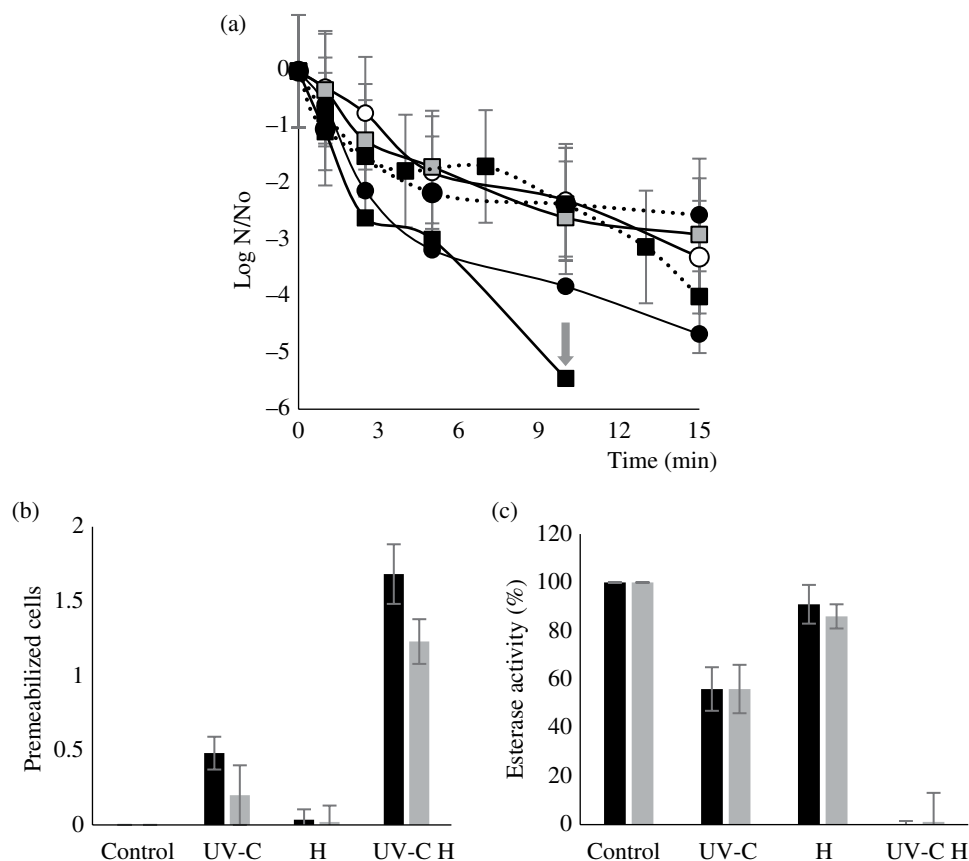 (a)
0
–1
–2
–3
–4
–5
–6
Log N/No
0 3 6 9 12 15
Time (min)
(b)
2
1.5
1
0.5
0
Premeabilized cells
Control UV-C H UV-C H
(c)
120
100
80
60
40
20
0
Esterase activity (%)
Control UV-C H UV-C H